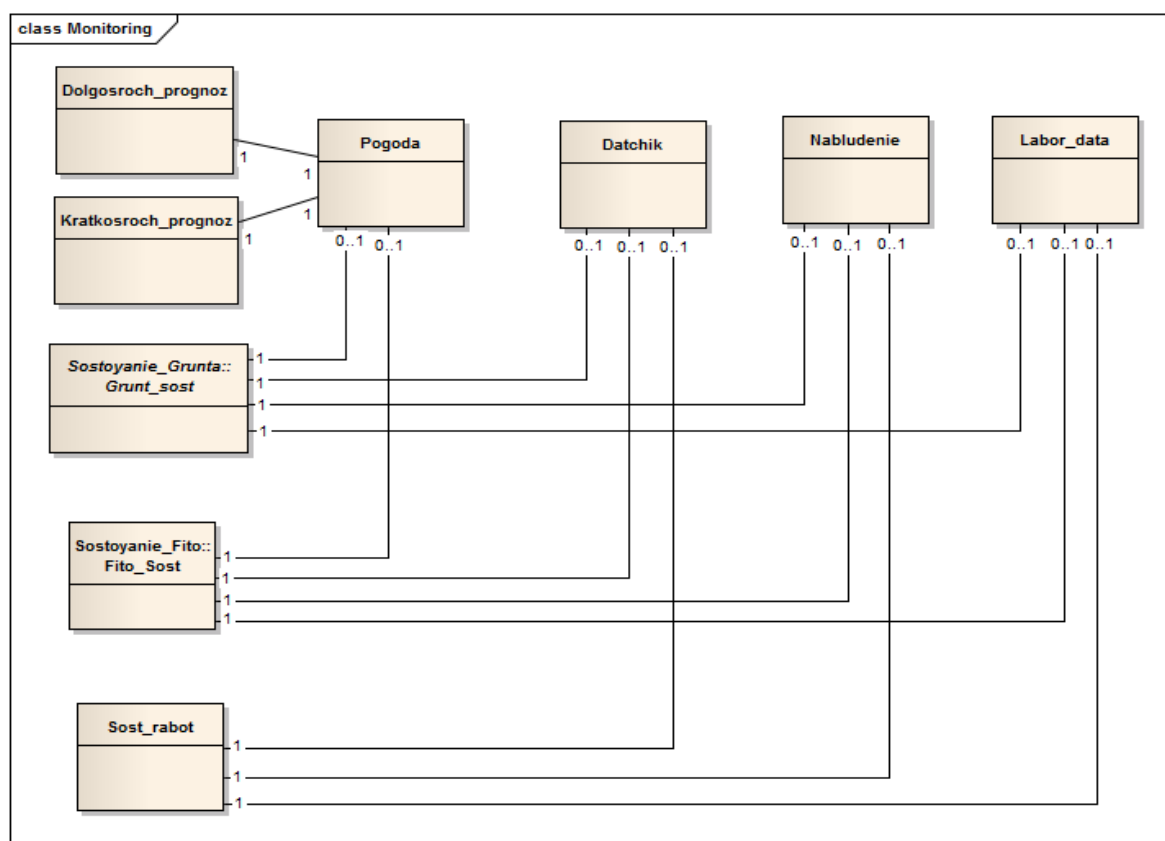 class Monitoring
Dolgosroch_prognoz
Pogoda
Datchik
Nabludenie
Labor_data
1
1
Kratkosroch_prognoz
1
1
0..1
0..1
0..1
0..1
0..1
0..1
0..1
0..1
0..1
0..1
0..1
Sostoyanie_Grunta::
Grunt_sost
1
1
1
1
Sostoyanie_Fito::
Fito_Sost
1
1
1
1
Sost_rabot
1
1
1